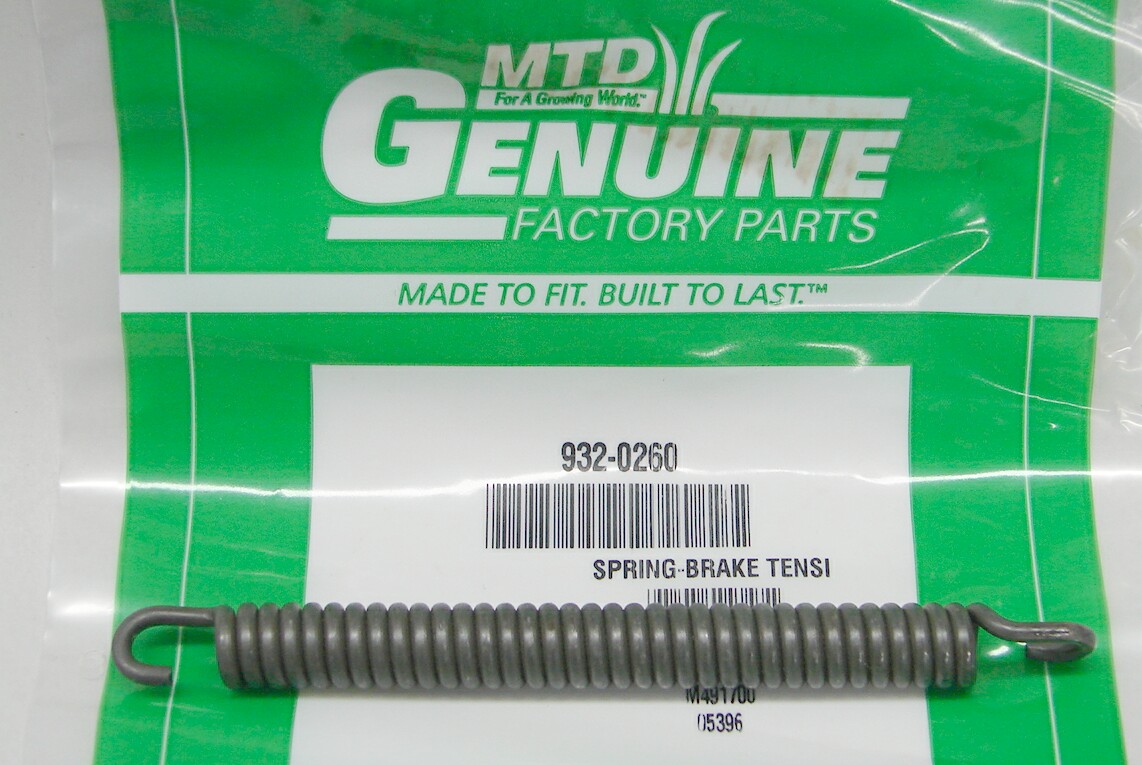 MTD
For A Growing World.™
GENUINE
FACTORY PARTS
MADE TO FIT. BUILT TO LAST.™
932-0260
SPRING-BRAKE TENSI
M491700
05396